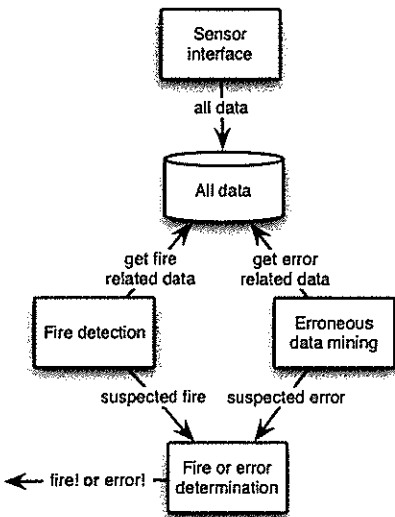 Sensor
interface
all data
All data
get fire
related data
get error
related data
Fire detection
Erroneous
data mining
suspected fire
suspected error
fire! or error!
Fire or error
determination